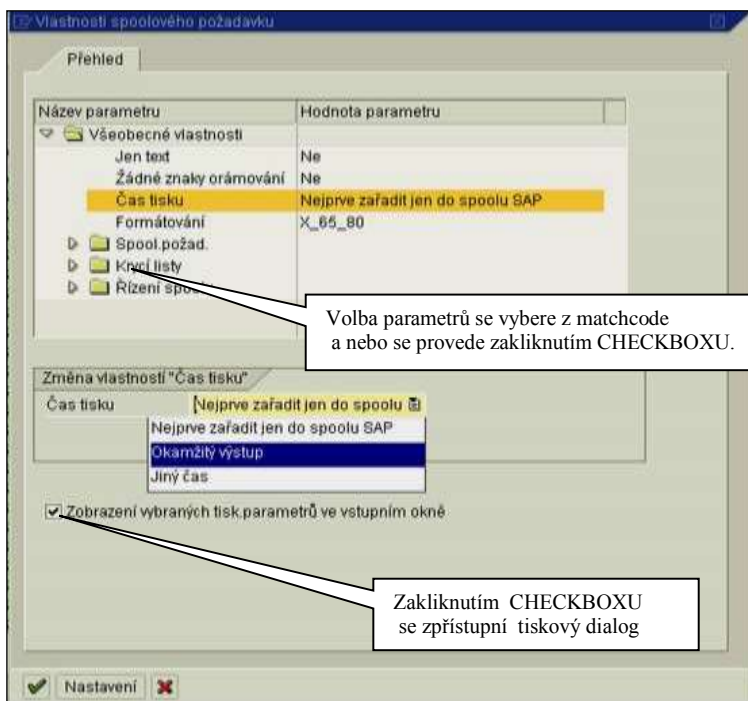 Vlastnosti spoolového požadavku
Přehled
Název parametru Hodnota parametru
Všeobecné vlastnosti
Jen text Ne
Žádné znaky orámování Ne
Čas tisku Nejprve zařadit jen do spoolu SAP
Formátování X_65_80
Spool.požad.
Krycí listy
Řízení
Volba parametrů se vybere z matchcode
a nebo se provede zakliknutím CHECKBOXU.
Změna vlastností "Čas tisku"
Čas tisku Nejprve zařadit jen do spoolu
Nejprve zařadit jen do spoolu SAP
Okamžitý výstup
Jiný čas
Zobrazení vybraných tisk.parametrů ve vstupním okně
Zakliknutím CHECKBOXU
se zpřístupní tiskový dialog
Nastavení